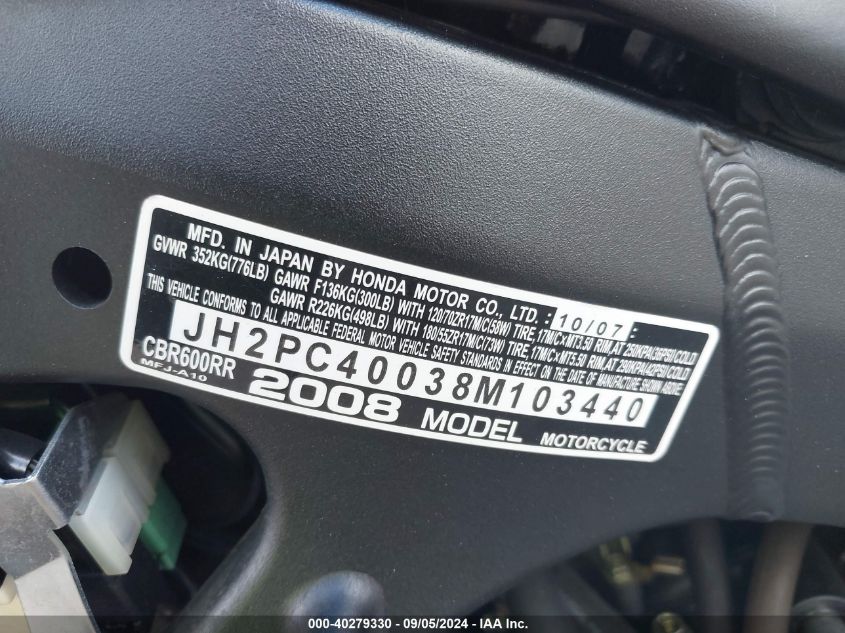 MFD. IN JAPAN BY HONDA MOTOR CO., LTD. : 10/07 :
GVWR 352KG(776LB) GAWR F136KG(300LB) WITH 120/70ZR17M/C(58W) TIRE, 17M/CXMT3.50 RIM, AT 250KPA(36PSI)COLD
GAWR R226KG(498LB) WITH 180/55ZR17M/C(73W) TIRE, 17M/CXMT5.50 RIM, AT 290KPA(42PSI)COLD
THIS VEHICLE CONFORMS TO ALL APPLICABLE FEDERAL MOTOR VEHICLE SAFETY STANDARDS IN EFFECT ON THE DATE OF MANUFACTURE SHOWN ABOVE.
JH2PC40038M103440
CBR600RR
MFJ-A10
2008 MODEL MOTORCYCLE
000-40279330 - 09/05/2024 - IAA Inc.